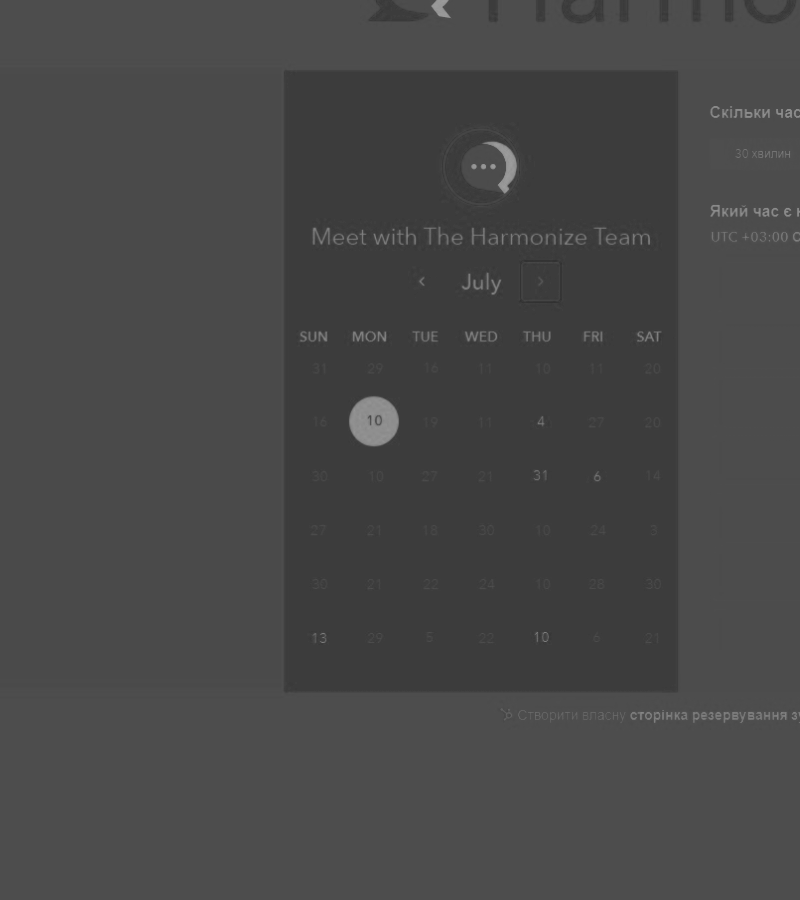 Harmo
Скільки час
30 хвилин
Meet with The Harmonize Team
Який час є
UTC +03:00
July
SUN MON TUE WED THU FRI SAT
31 29 16 11 10 11 20
16 10 19 11 4 27 20
30 10 27 21 31 6 14
27 21 18 30 10 24 3
30 21 22 24 10 28 30
13 29 5 22 10 6 21
Створити власну сторінка резервування